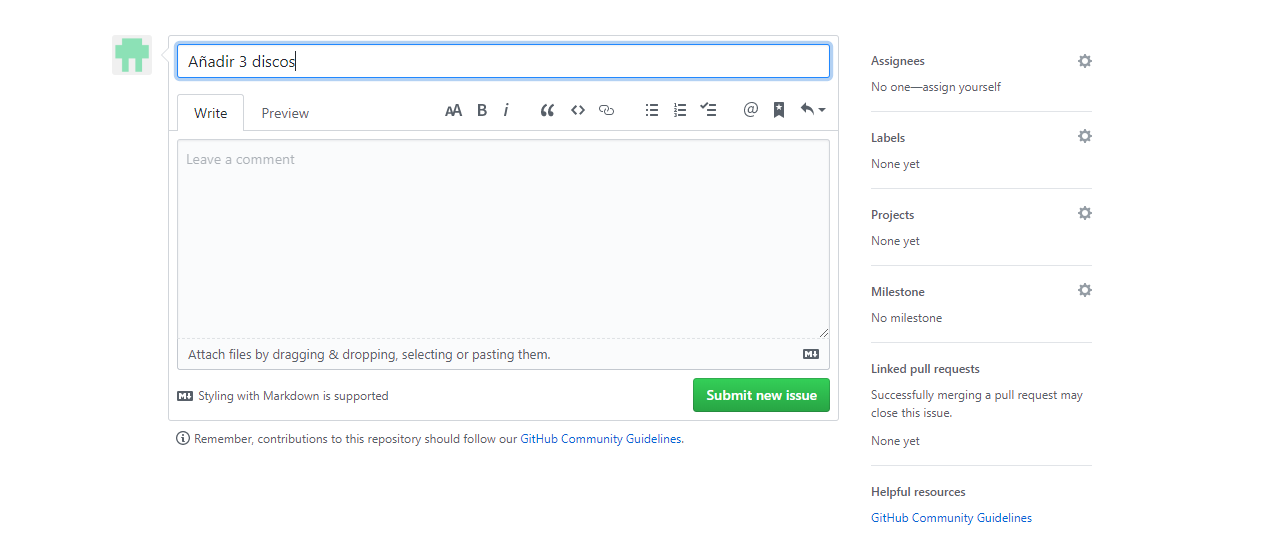 Añadir 3 discos
Write Preview AA B i @
Leave a comment
Attach files by dragging & dropping, selecting or pasting them.
Styling with Markdown is supported
Submit new issue
Remember, contributions to this repository should follow our GitHub Community Guidelines.
Assignees
No one—assign yourself
Labels
None yet
Projects
None yet
Milestone
No milestone
Linked pull requests
Successfully merging a pull request may
close this issue.
None yet
Helpful resources
GitHub Community Guidelines